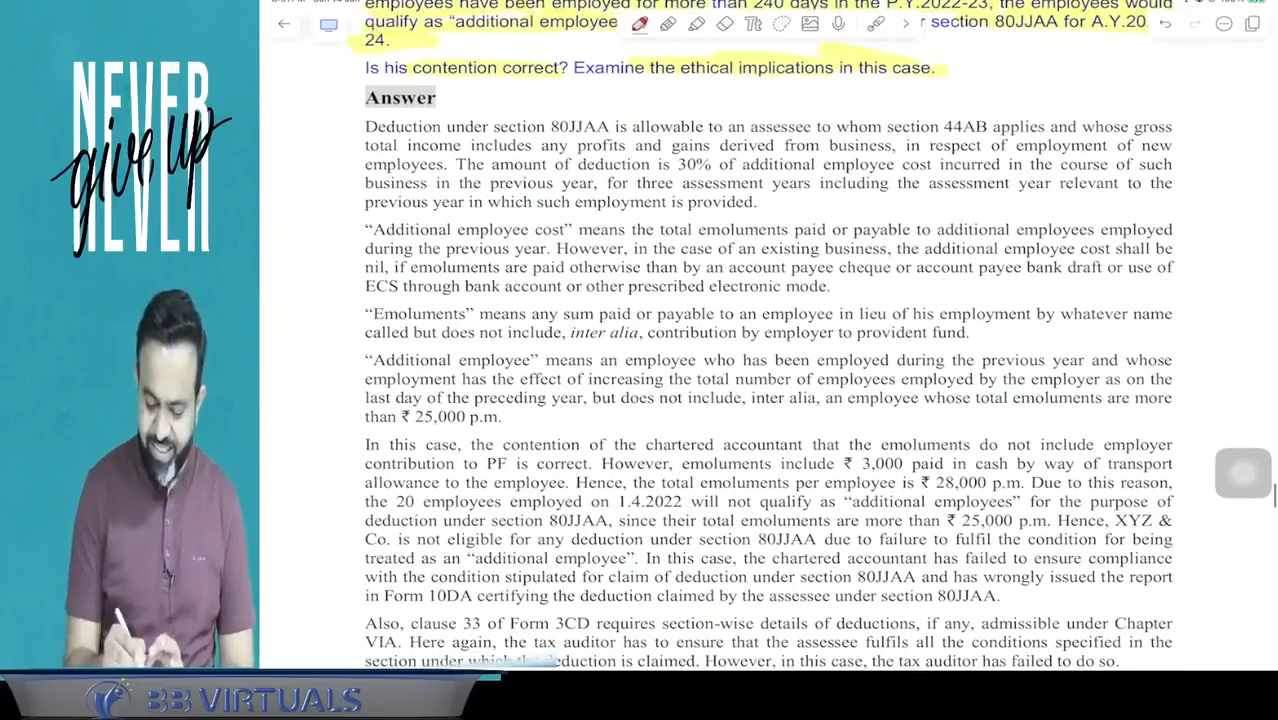 NEVER
give up
NEVER
employees have been employed for more than 240 days in the P.Y.2022-23, the employees would
qualify as “additional employee r section 80JJAA for A.Y.20
24.
Is his contention correct? Examine the ethical implications in this case.
Answer
Deduction under section 80JJAA is allowable to an assessee to whom section 44AB applies and whose gross
total income includes any profits and gains derived from business, in respect of employment of new
employees. The amount of deduction is 30% of additional employee cost incurred in the course of such
business in the previous year, for three assessment years including the assessment year relevant to the
previous year in which such employment is provided.
“Additional employee cost” means the total emoluments paid or payable to additional employees employed
during the previous year. However, in the case of an existing business, the additional employee cost shall be
nil, if emoluments are paid otherwise than by an account payee cheque or account payee bank draft or use of
ECS through bank account or other prescribed electronic mode.
“Emoluments” means any sum paid or payable to an employee in lieu of his employment by whatever name
called but does not include, inter alia, contribution by employer to provident fund.
“Additional employee” means an employee who has been employed during the previous year and whose
employment has the effect of increasing the total number of employees employed by the employer as on the
last day of the preceding year, but does not include, inter alia, an employee whose total emoluments are more
than ₹ 25,000 p.m.
In this case, the contention of the chartered accountant that the emoluments do not include employer
contribution to PF is correct. However, emoluments include ₹ 3,000 paid in cash by way of transport
allowance to the employee. Hence, the total emoluments per employee is ₹ 28,000 p.m. Due to this reason,
the 20 employees employed on 1.4.2022 will not qualify as “additional employees” for the purpose of
deduction under section 80JJAA, since their total emoluments are more than ₹ 25,000 p.m. Hence, XYZ &
Co. is not eligible for any deduction under section 80JJAA due to failure to fulfil the condition for being
treated as an “additional employee”. In this case, the chartered accountant has failed to ensure compliance
with the condition stipulated for claim of deduction under section 80JJAA and has wrongly issued the report
in Form 10DA certifying the deduction claimed by the assessee under section 80JJAA.
Also, clause 33 of Form 3CD requires section-wise details of deductions, if any, admissible under Chapter
VIA. Here again, the tax auditor has to ensure that the assessee fulfils all the conditions specified in the
section under which the deduction is claimed. However, in this case, the tax auditor has failed to do so.
BB VIRTUALS